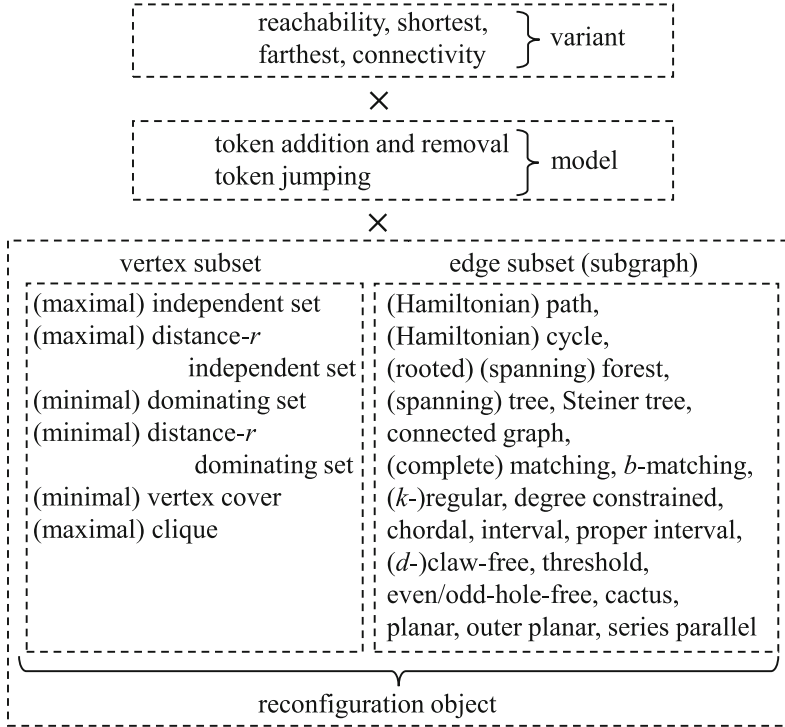 reachability, shortest,
farthest, connectivity
variant
×
token addition and removal
token jumping
model
×
vertex subset
(maximal) independent set
(maximal) distance-r
independent set
(minimal) dominating set
(minimal) distance-r
dominating set
(minimal) vertex cover
(maximal) clique
edge subset (subgraph)
(Hamiltonian) path,
(Hamiltonian) cycle,
(rooted) (spanning) forest,
(spanning) tree, Steiner tree,
connected graph,
(complete) matching, b-matching,
(k-)regular, degree constrained,
chordal, interval, proper interval,
(d-)claw-free, threshold,
even/odd-hole-free, cactus,
planar, outer planar, series parallel
reconfiguration object